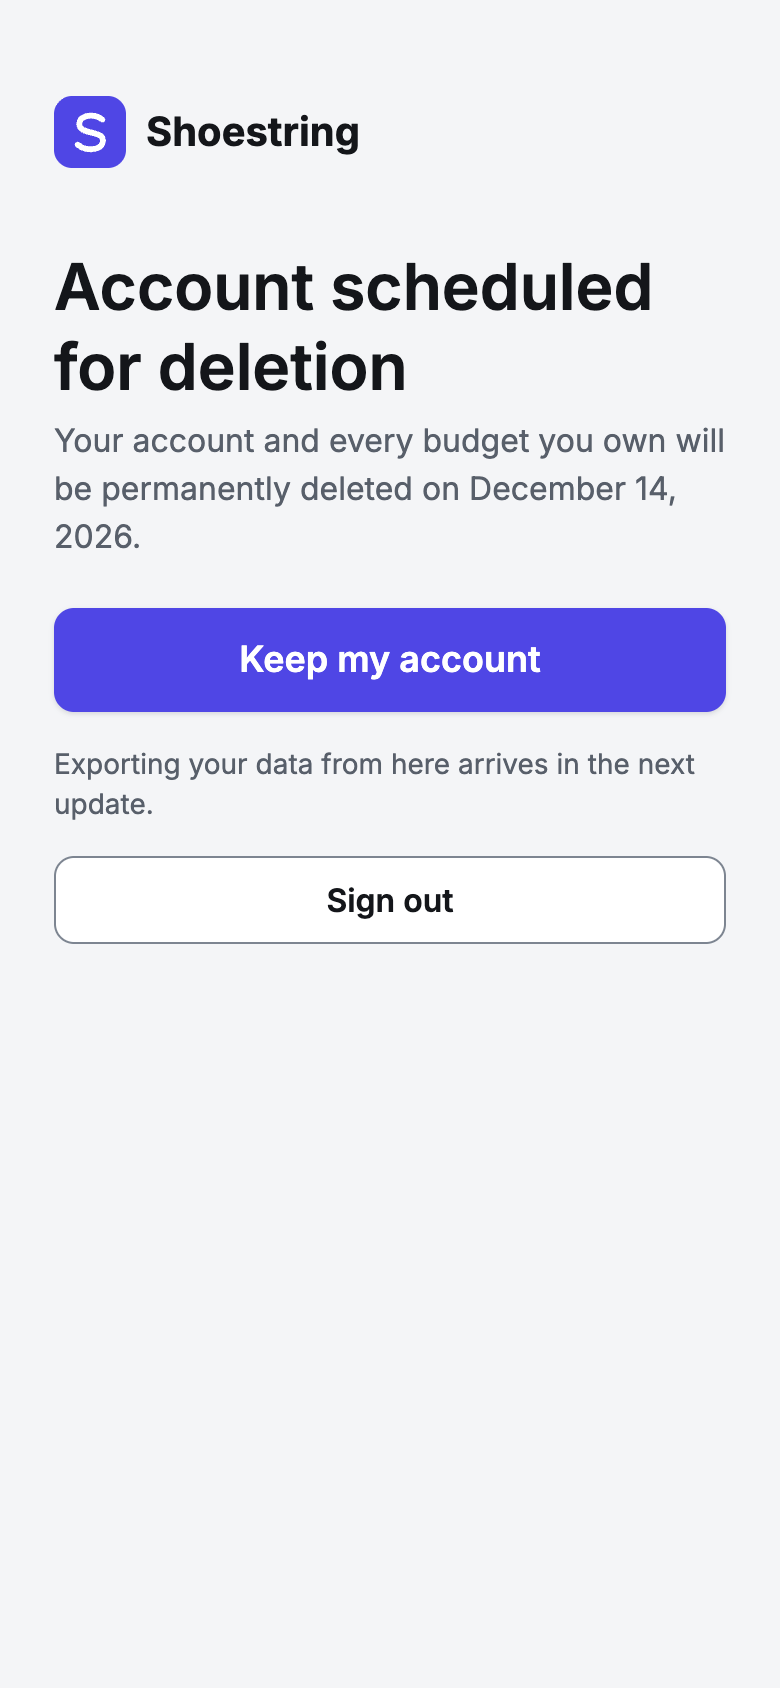 S Shoestring
Account scheduled
for deletion
Your account and every budget you own will
be permanently deleted on December 14,
2026.
Keep my account
Exporting your data from here arrives in the next
update.
Sign out